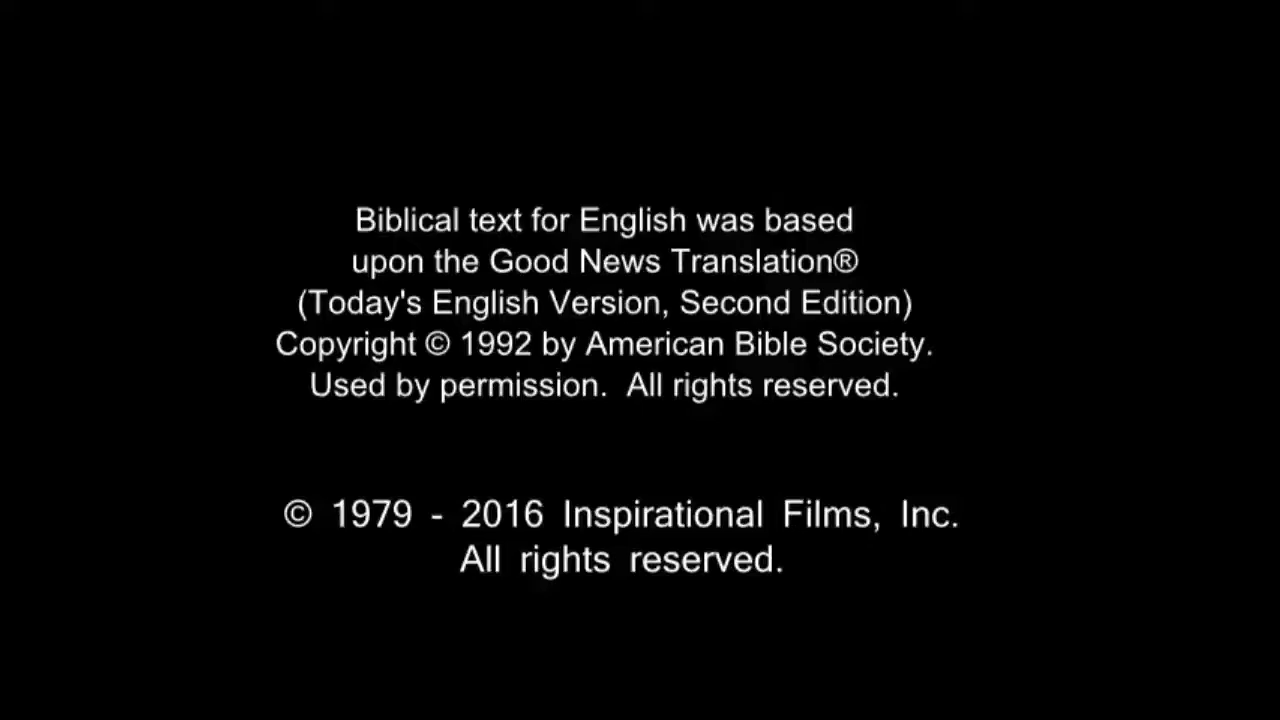 Biblical text for English was based
upon the Good News Translation®
(Today's English Version, Second Edition)
Copyright © 1992 by American Bible Society.
Used by permission.  All rights reserved.
© 1979 - 2016 Inspirational Films, Inc.
All rights reserved.